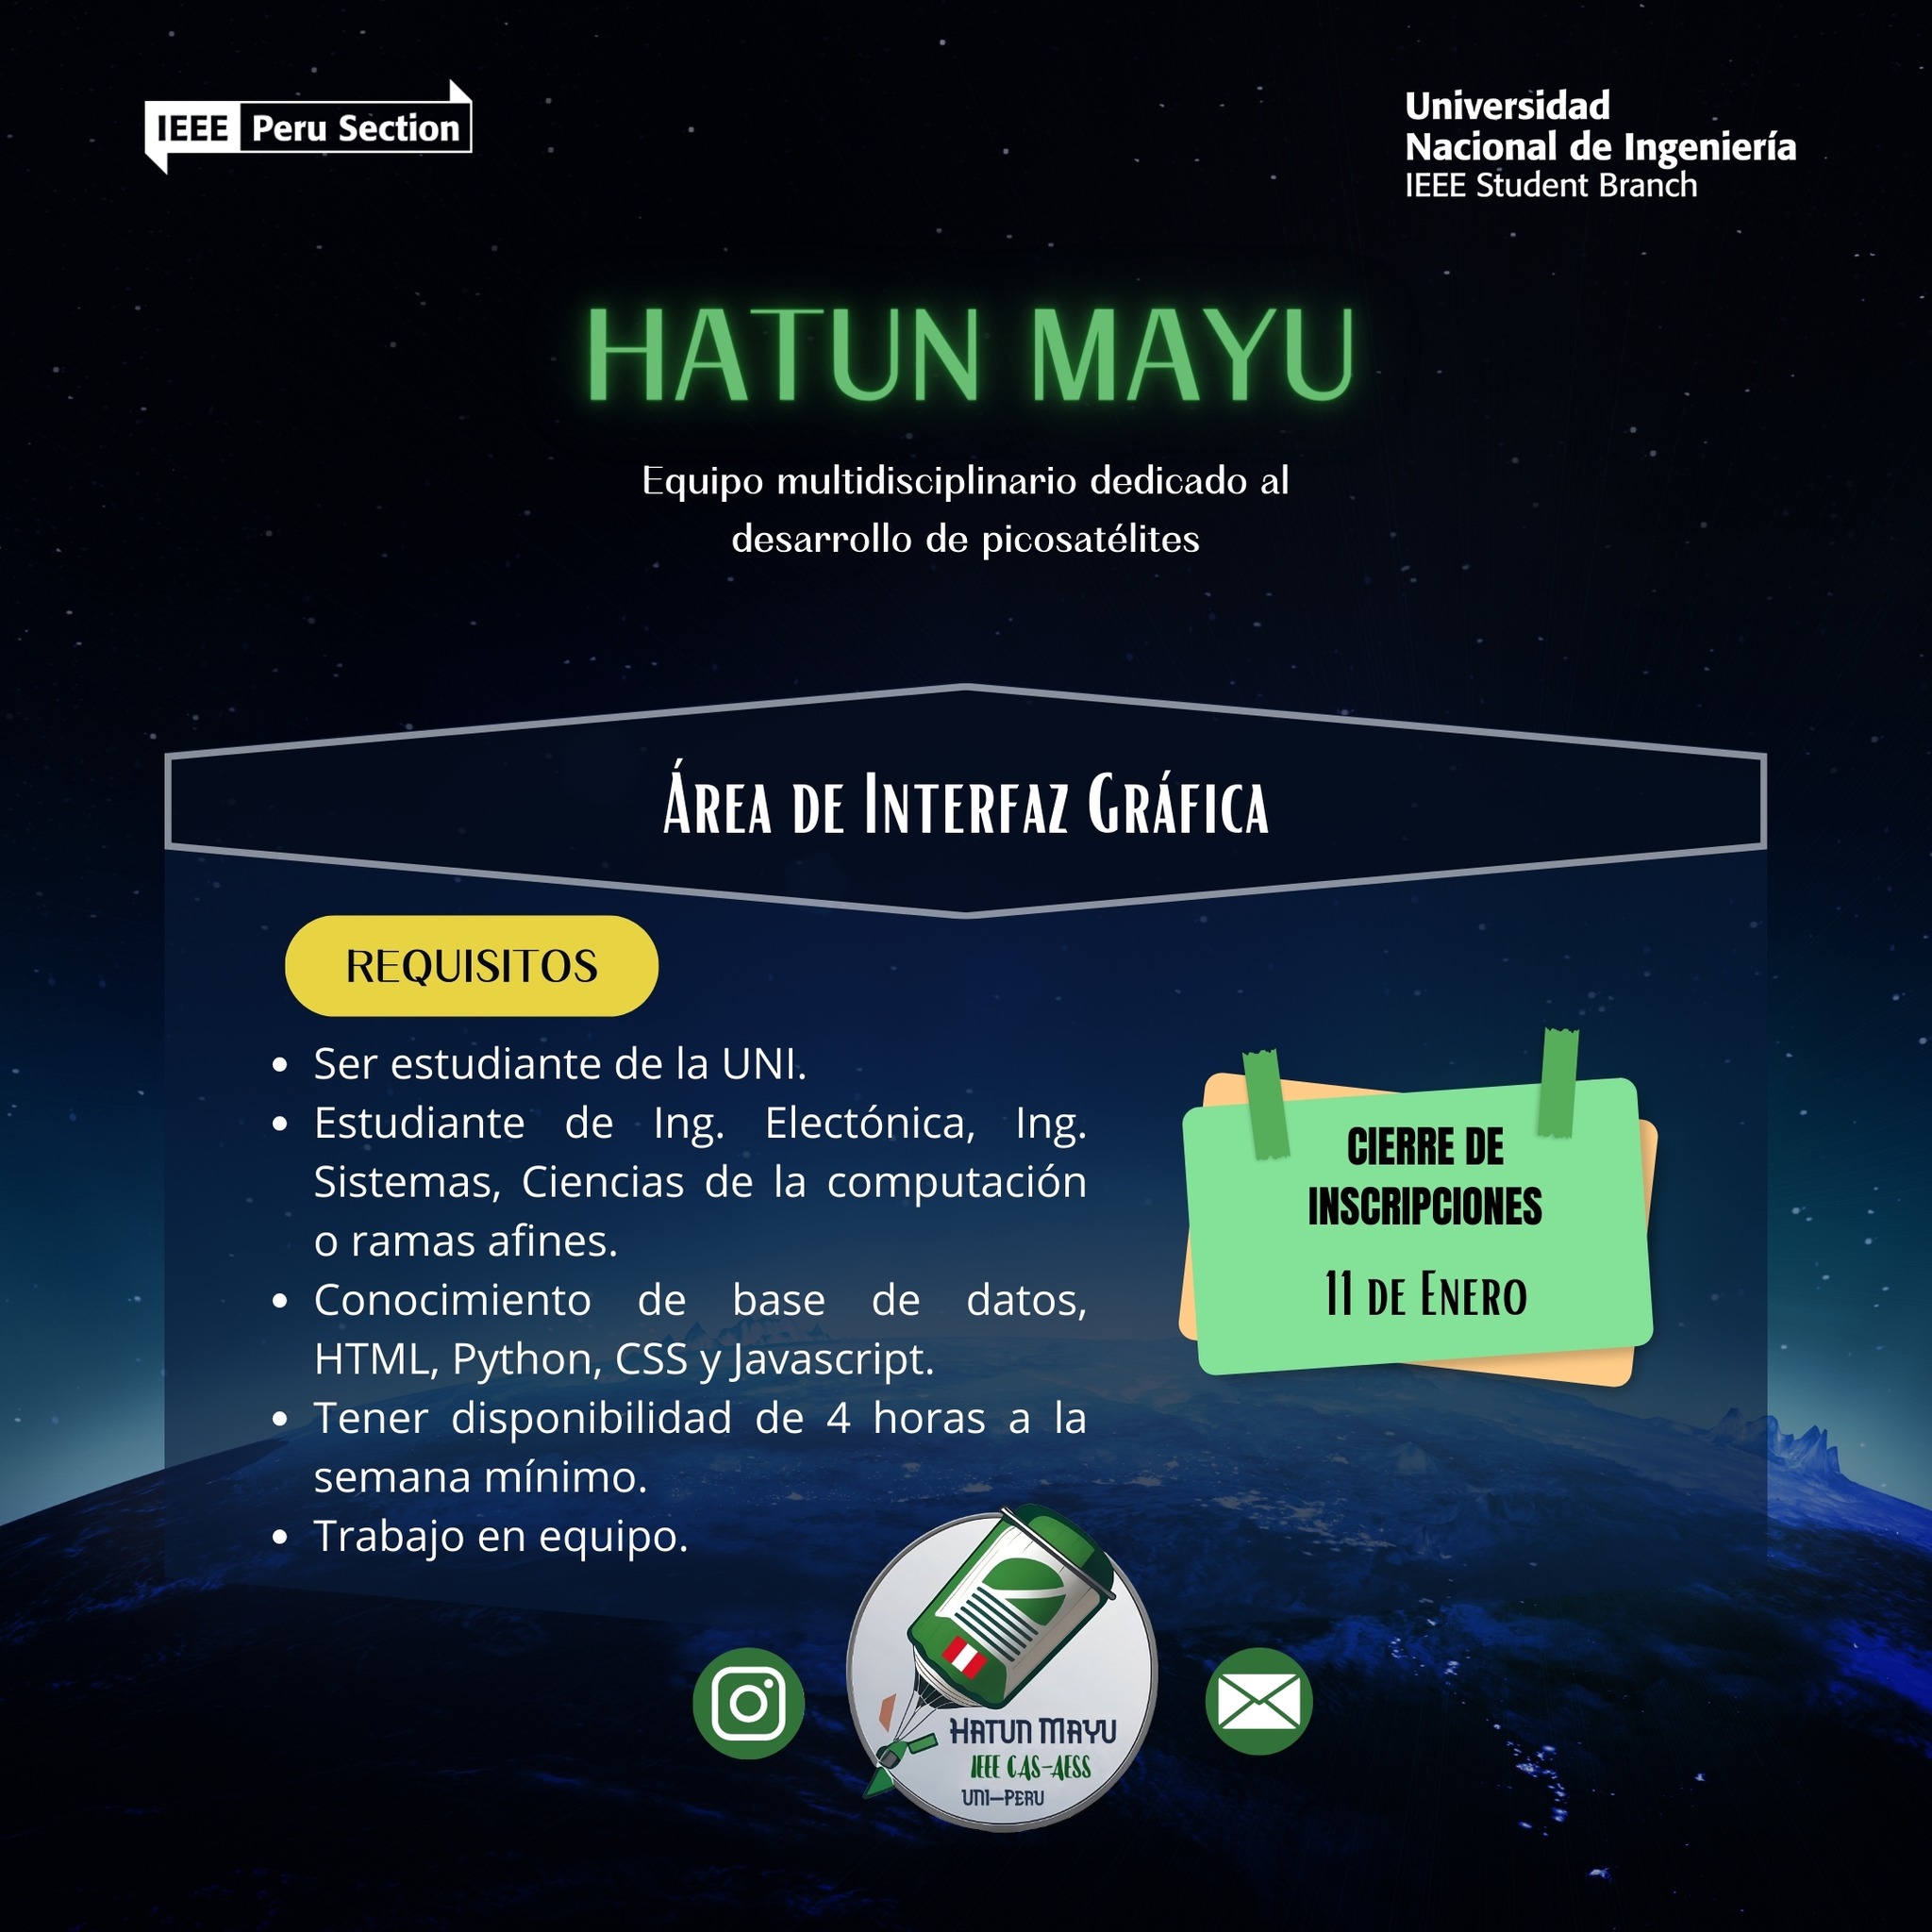 IEEE Peru Section
Universidad
Nacional de Ingeniería
IEEE Student Branch
HATUN MAYU
Equipo multidisciplinario dedicado al
desarrollo de picosatélites
Área de Interfaz Gráfica
REQUISITOS
• Ser estudiante de la UNI.
• Estudiante de Ing. Electónica, Ing.
Sistemas, Ciencias de la computación
o ramas afines.
• Conocimiento de base de datos,
HTML, Python, CSS y Javascript.
• Tener disponibilidad de 4 horas a la
semana mínimo.
• Trabajo en equipo.
CIERRE DE
INSCRIPCIONES
11 de Enero
Hatun Mayu
IEEE CAS-AESS
UNI-PERU